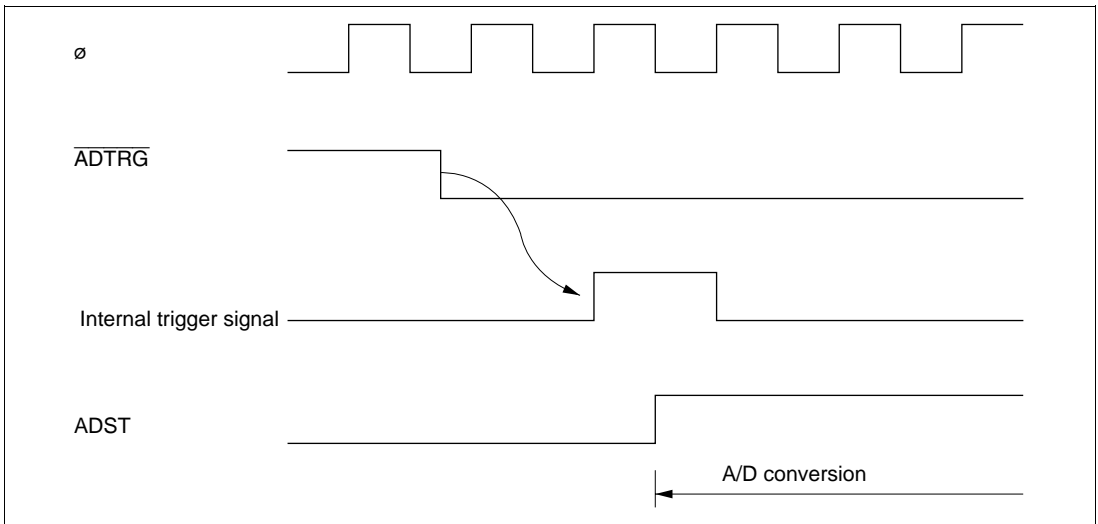 ø
ADTRG
Internal trigger signal
ADST
A/D conversion